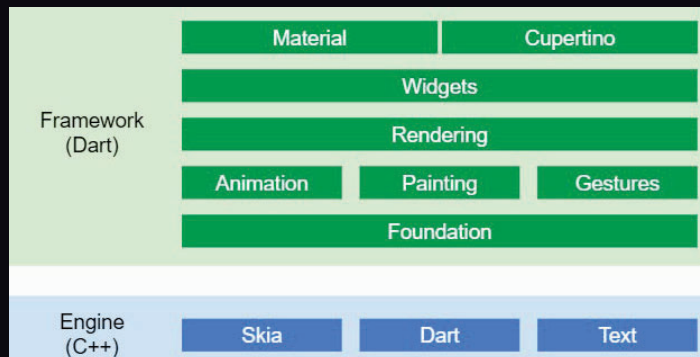 Material Cupertino
Widgets
Framework
(Dart)
Rendering
Animation Painting Gestures
Foundation
Engine
(C++)
Skia Dart Text